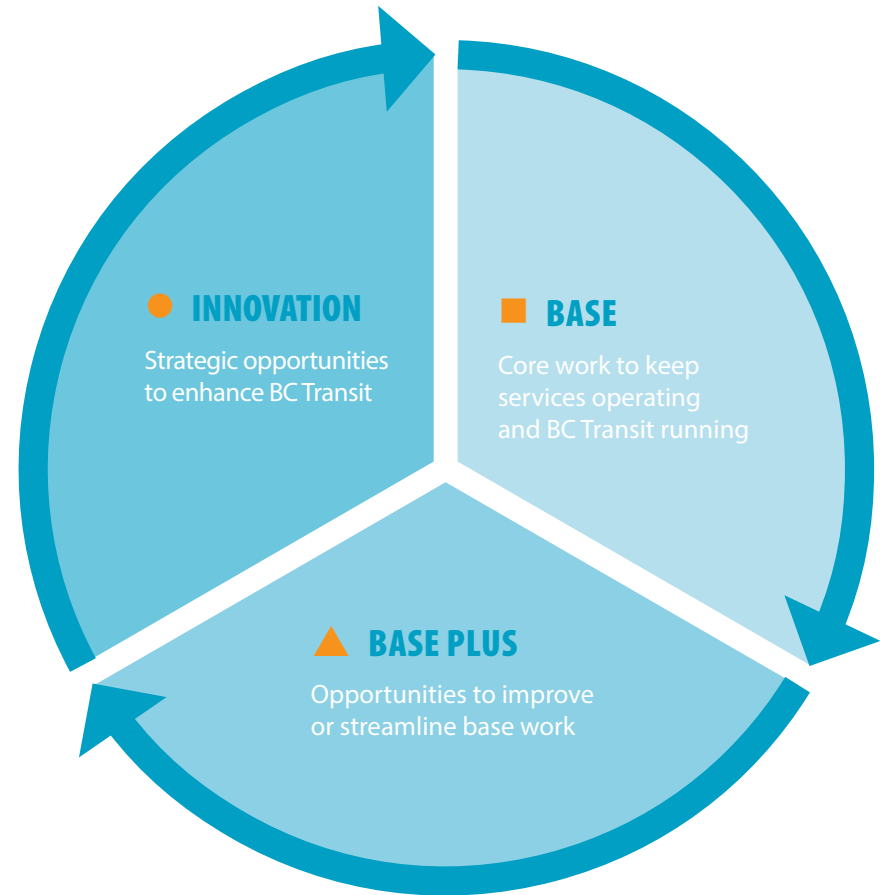 INNOVATION
Strategic opportunities
to enhance BC Transit
BASE
Core work to keep
services operating
and BC Transit running
BASE PLUS
Opportunities to improve
or streamline base work